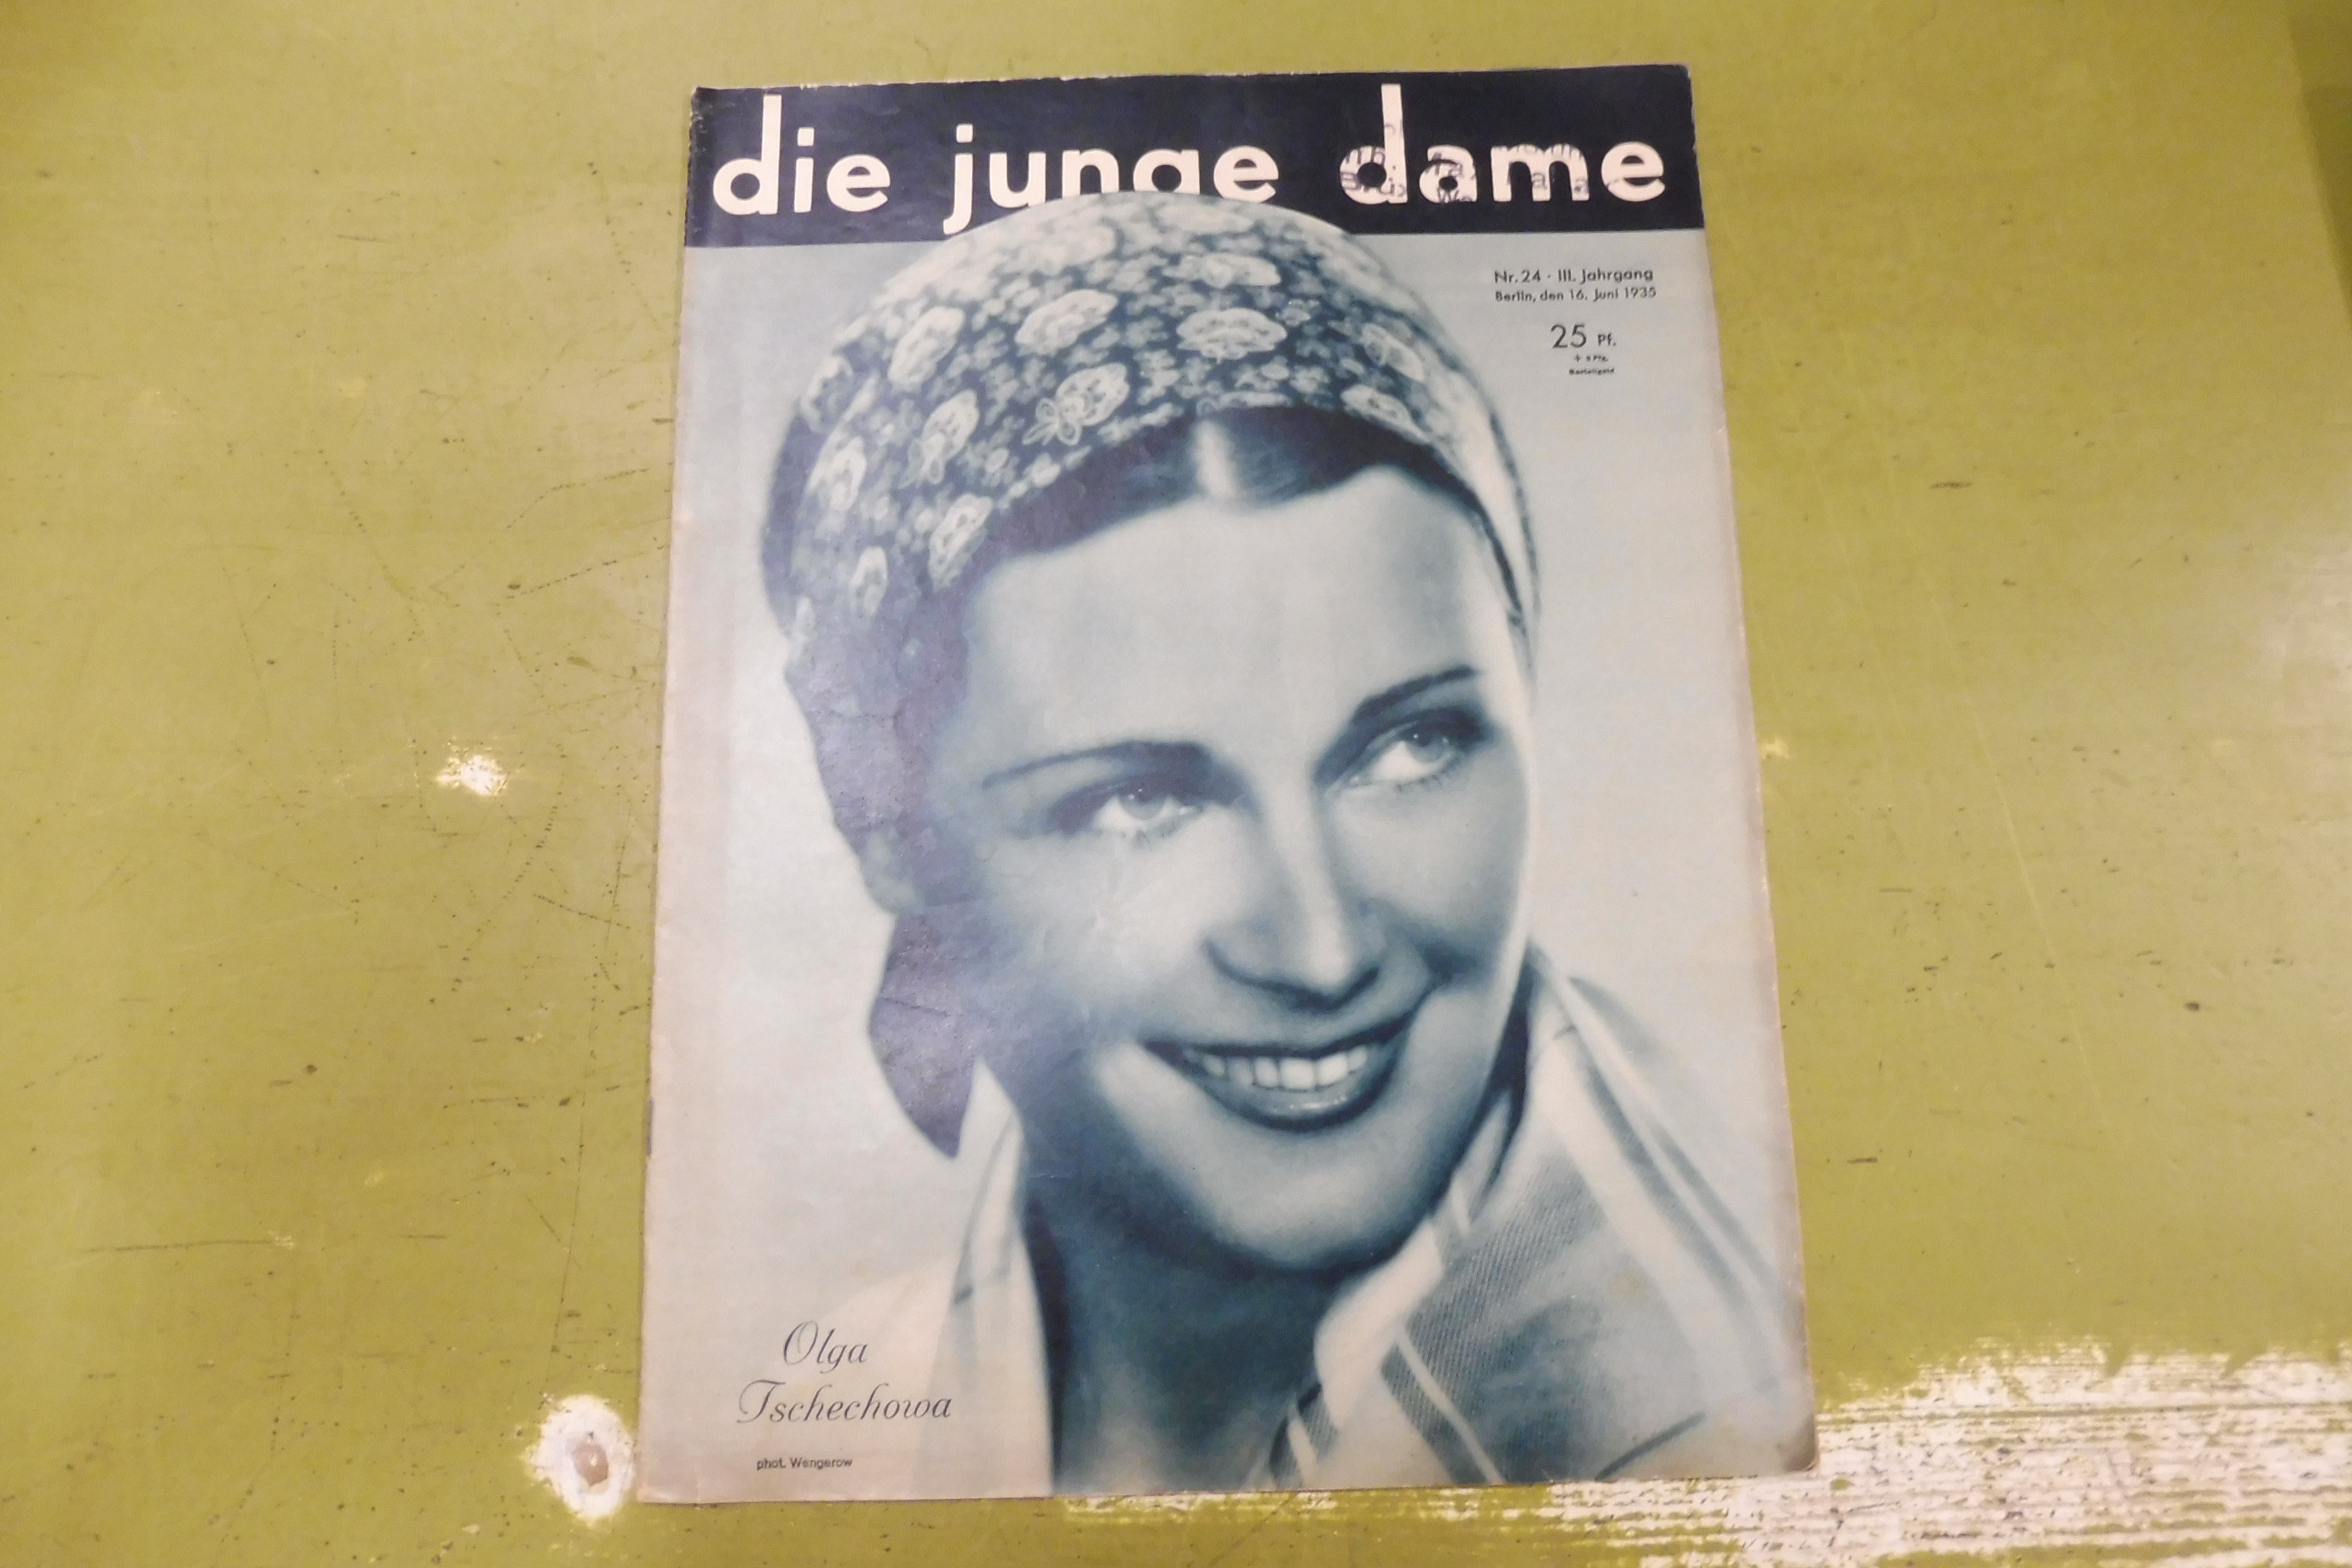 die junge dame
Nr. 24 · III. Jahrgang
Berlin, den 16. Juni 1935
25 Pf.
Olga
Tschechowa
phot. Wengerow